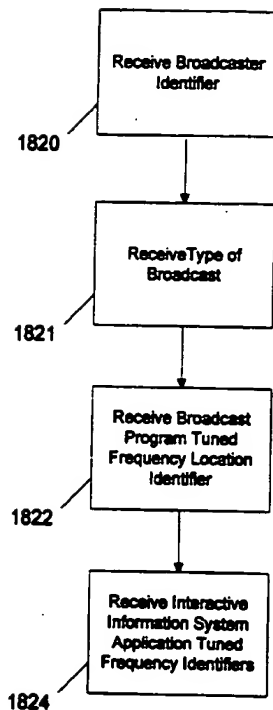 Receive Broadcaster
Identifier
1820
ReceiveType of
Broadcast
1821
Receive Broadcast
Program Tuned
Frequency Location
Identifier
1822
Receive Interactive
Information System
Application Tuned
Frequency Identifiers
1824